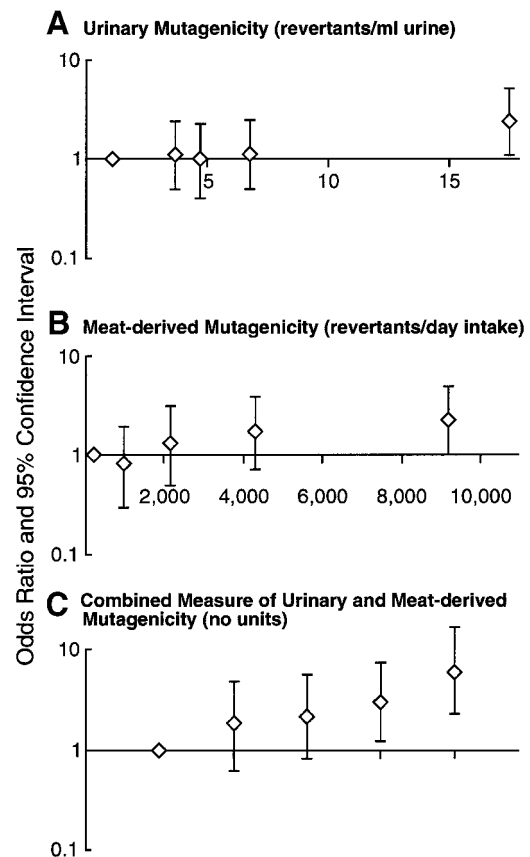 Odds Ratio and 95% Confidence Interval
A Urinary Mutagenicity (revertants/ml urine)
10
1
0.1
5 10 15
B Meat-derived Mutagenicity (revertants/day intake)
10
1
0.1
2,000 4,000 6,000 8,000 10,000
C Combined Measure of Urinary and Meat-derived
Mutagenicity (no units)
10
1
0.1